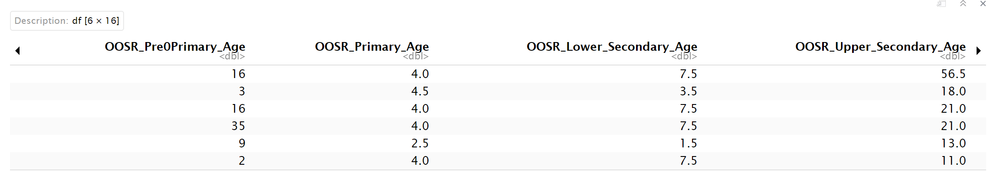 Description: df [6 × 16]
OOSR_Pre0Primary_Age OOSR_Primary_Age OOSR_Lower_Secondary_Age OOSR_Upper_Secondary_Age
<dbl> <dbl> <dbl> <dbl>
16 4.0 7.5 56.5
3 4.5 3.5 18.0
16 4.0 7.5 21.0
35 4.0 7.5 21.0
9 2.5 1.5 13.0
2 4.0 7.5 11.0